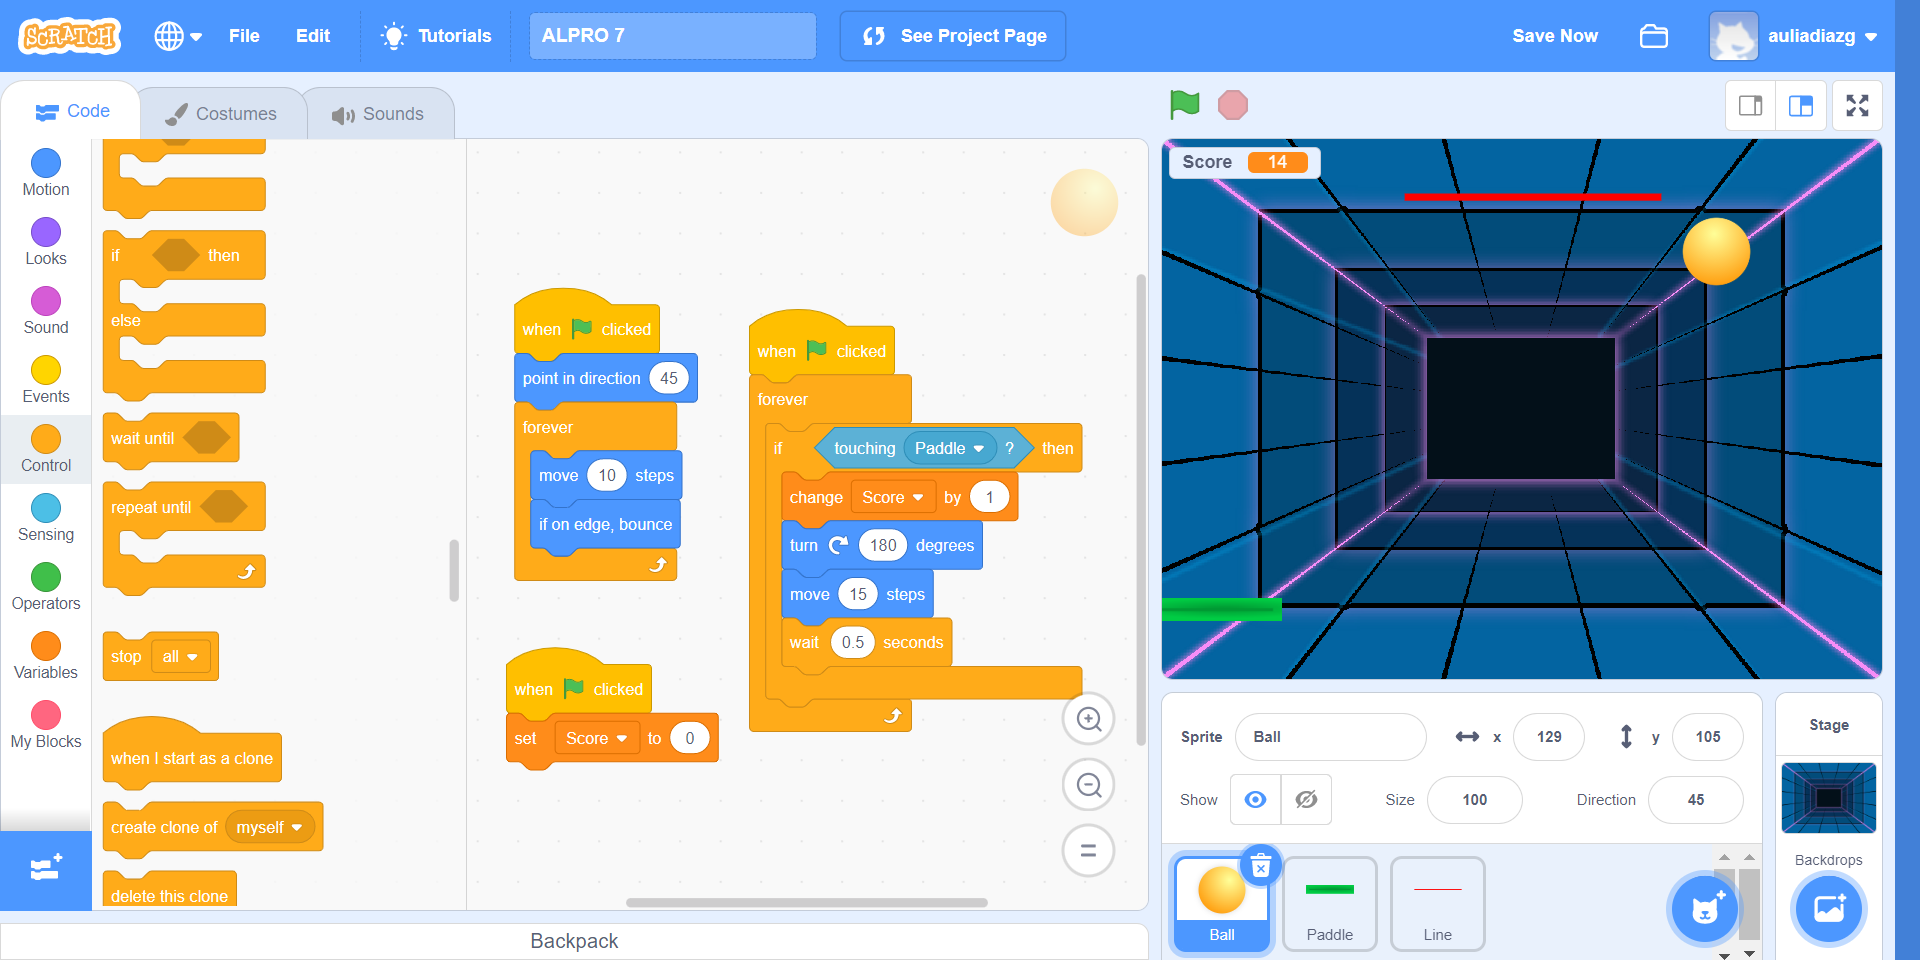 SCRATCH File Edit Tutorials ALPRO 7 See Project Page Save Now auliadiazg
Code Costumes Sounds
Motion
Looks
Sound
Events
Control
Sensing
Operators
Variables
My Blocks
if then
else
wait until
repeat until
stop all
when I start as a clone
create clone of myself
delete this clone
when clicked
point in direction 45
forever
move 10 steps
if on edge, bounce
when clicked
set Score to 0
when clicked
forever
if touching Paddle ? then
change Score by 1
turn 180 degrees
move 15 steps
wait 0.5 seconds
Backpack
Score 14
Sprite Ball x 129 y 105
Show Size 100 Direction 45
Ball Paddle Line
Stage
Backdrops